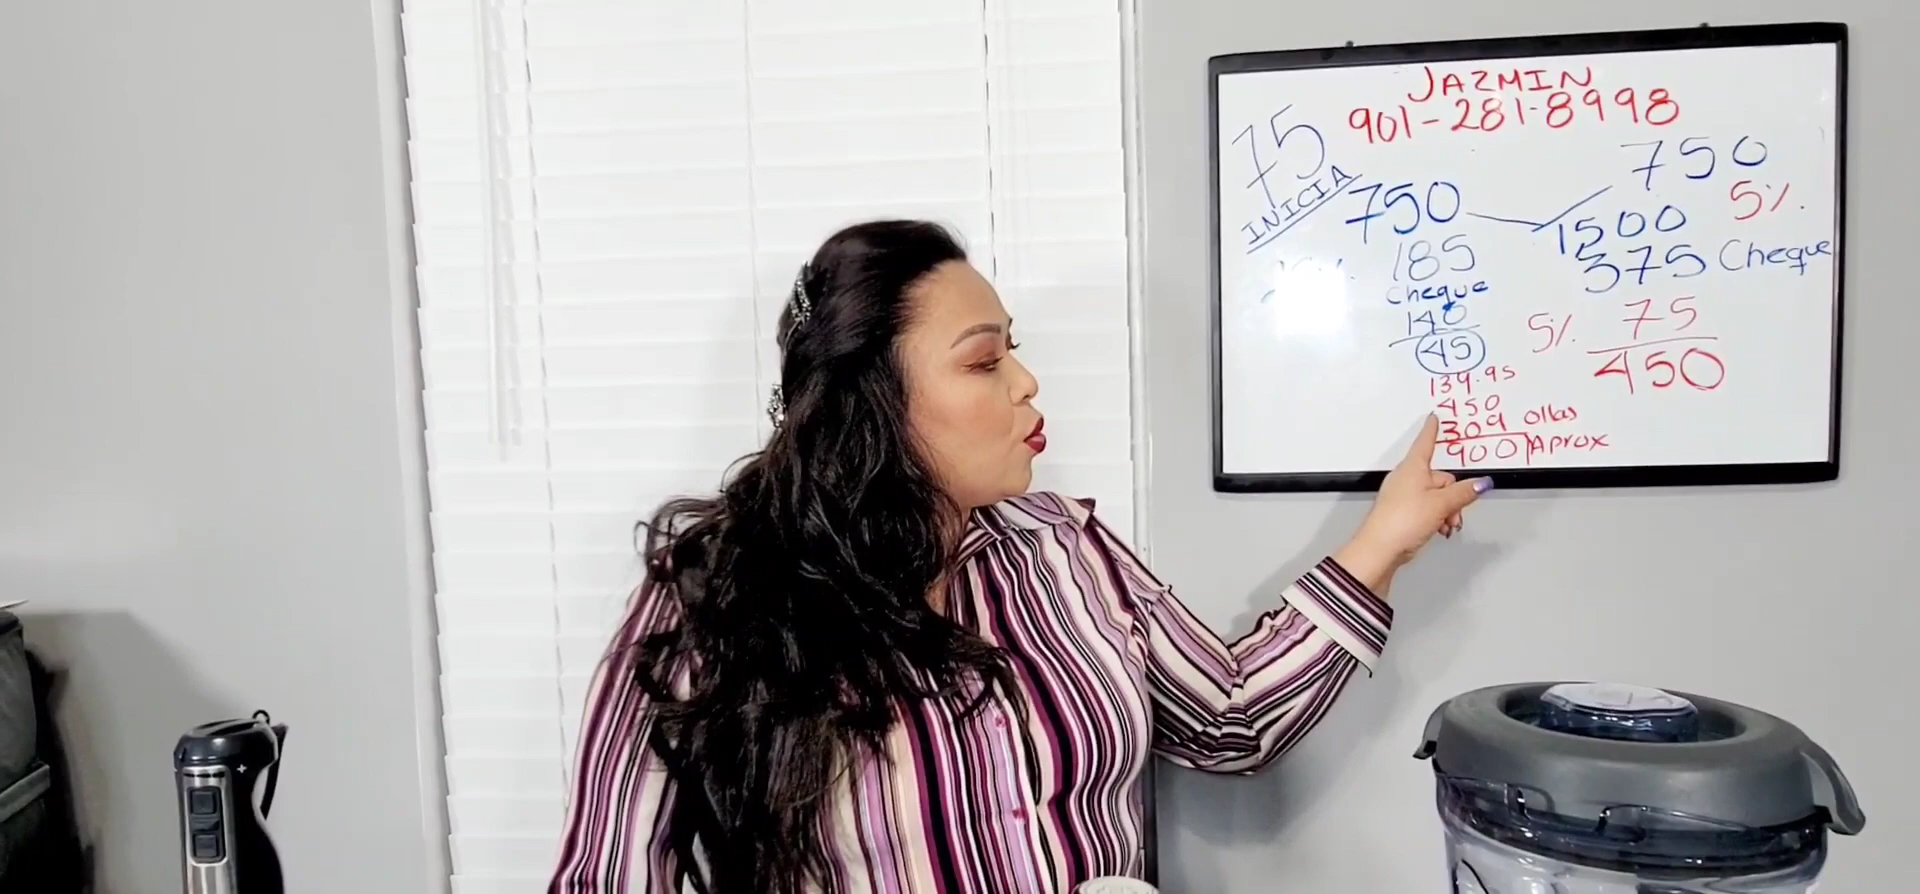 JAZMIN
901-281-8998
75
INICIA
750
185
Cheque
140
45
139.95
450
309 Ollas
900 Aprox
750
5%
1500
375 Cheque
5% 75
450